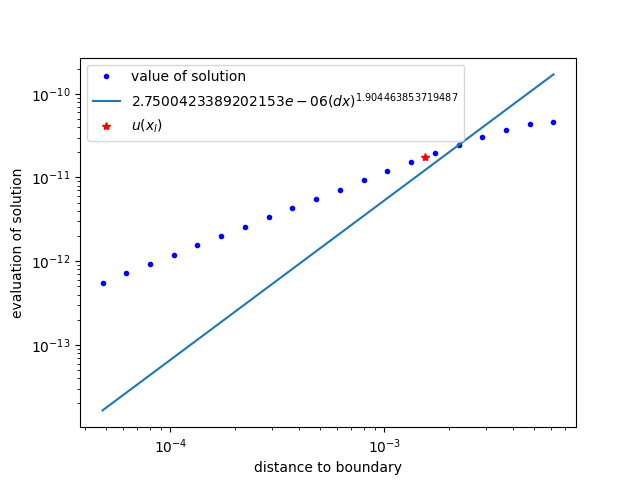 value of solution
2.7500423389202153e − 06(dx)^1.904463853719487
u(x_l)
10^−10
10^−11
10^−12
10^−13
evaluation of solution
10^−4 10^−3
distance to boundary